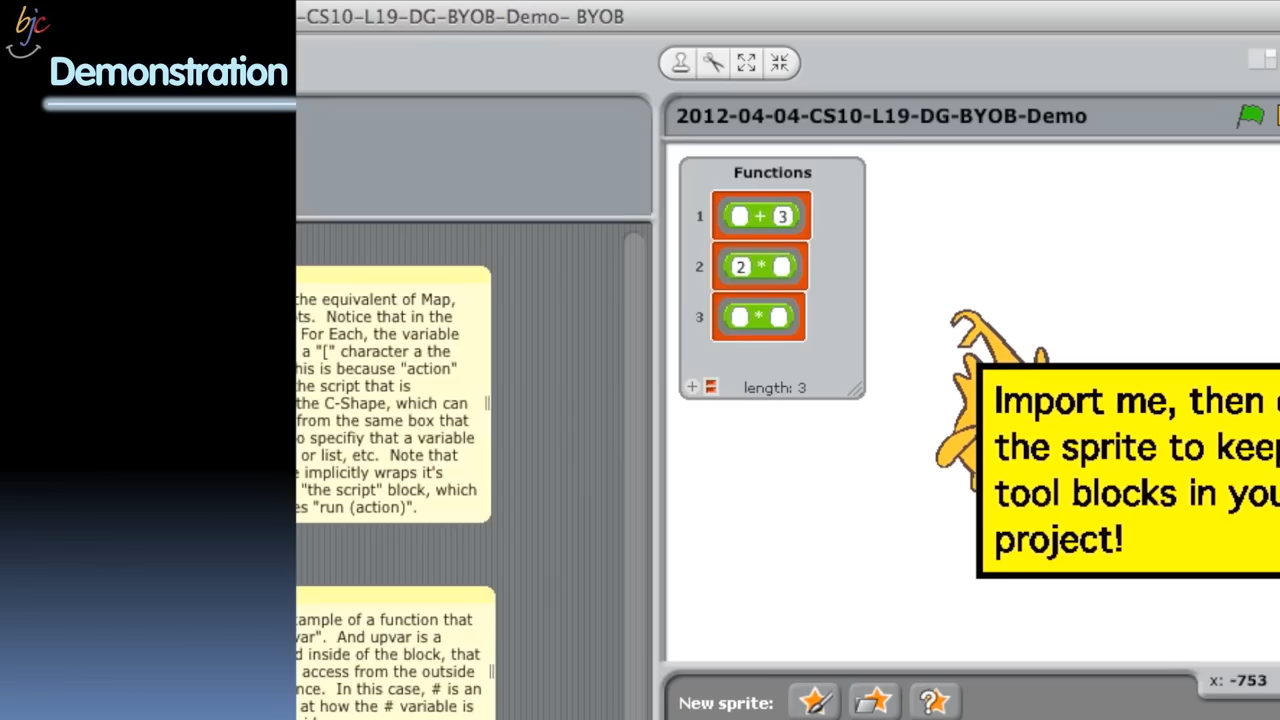 bjc
Demonstration
-CS10-L19-DG-BYOB-Demo- BYOB
2012-04-04-CS10-L19-DG-BYOB-Demo
Functions
1 + 3
2 2 *
3 *
+ length: 3
the equivalent of Map,
ts. Notice that in the
For Each, the variable
a "[" character a the
his is because "action"
the script that is
the C-Shape, which can
from the same box that
o specifiy that a variable
or list, etc. Note that
e implicitly wraps it's
"the script" block, which
es "run (action)".
ample of a function that
var". And upvar is a
d inside of the block, that
access from the outside
nce. In this case, # is an
at how the # variable is
Import me, then
the sprite to keep
tool blocks in you
project!
x: -753
New sprite: